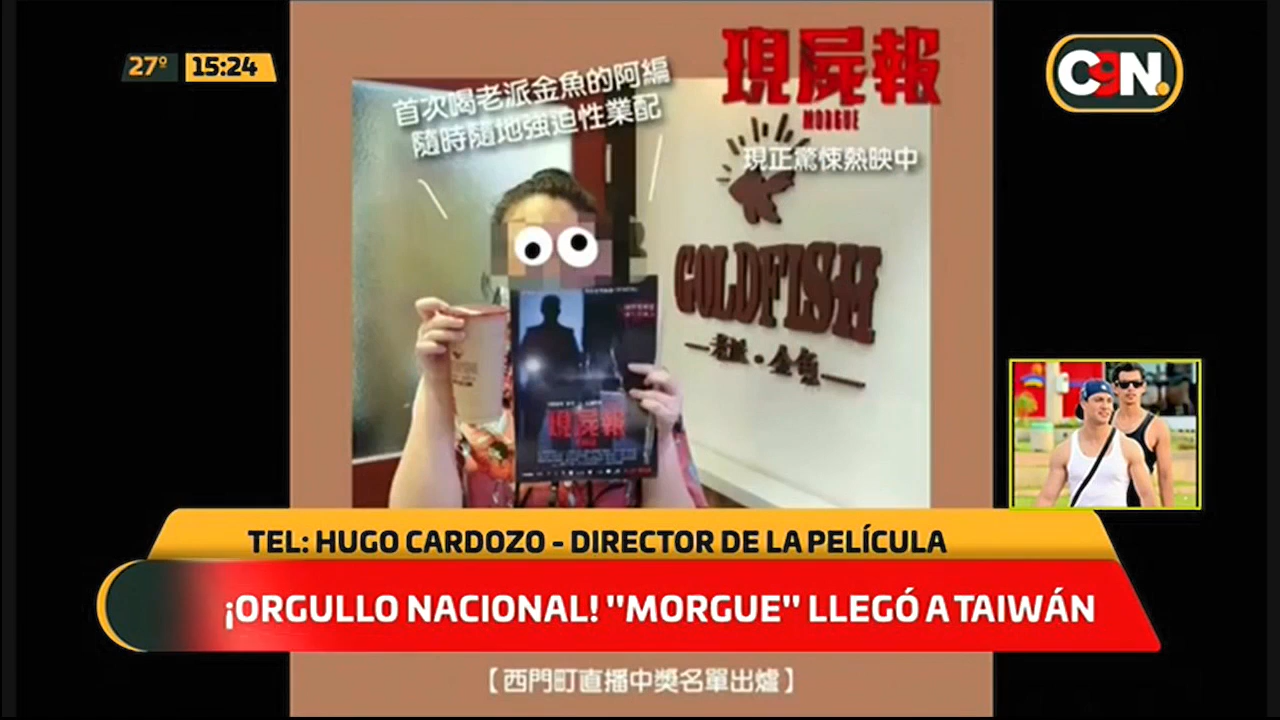 27º 15:24
C9N.
首次喝老派金魚的阿編
隨時隨地強迫性業配
現屍報
MORGUE
現正驚悚熱映中
GOLDFISH
老派·金魚
現屍報
TEL: HUGO CARDOZO - DIRECTOR DE LA PELÍCULA
¡ORGULLO NACIONAL! "MORGUE" LLEGÓ A TAIWÁN
【西門町直播中獎名單出爐】